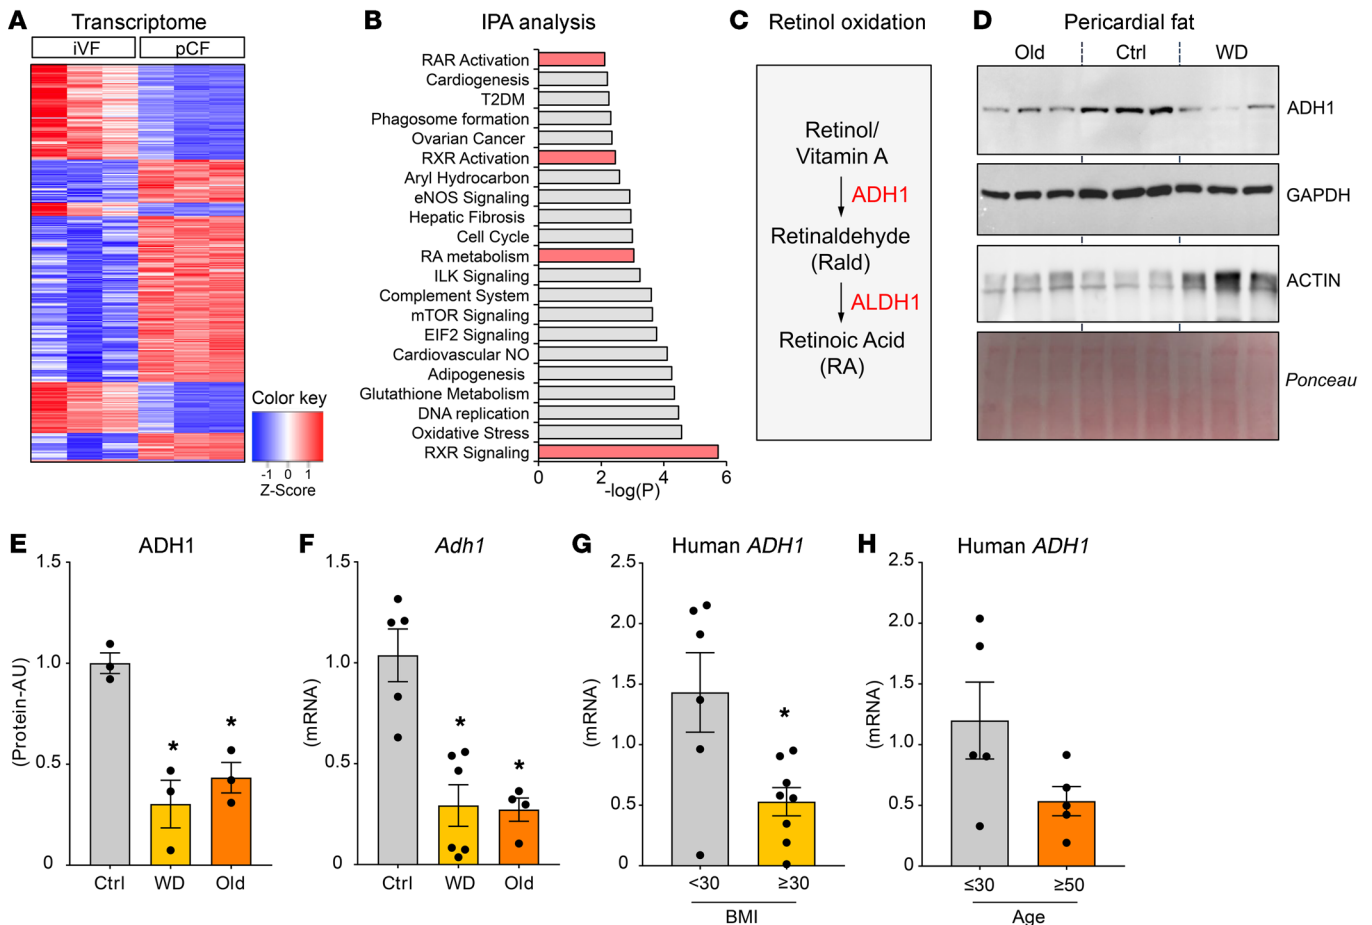 A Transcriptome
iVF pCF
Color key
-1 0 1
Z-Score
B IPA analysis
RAR Activation
Cardiogenesis
T2DM
Phagosome formation
Ovarian Cancer
RXR Activation
Aryl Hydrocarbon
eNOS Signaling
Hepatic Fibrosis
Cell Cycle
RA metabolism
ILK Signaling
Complement System
mTOR Signaling
EIF2 Signaling
Cardiovascular NO
Adipogenesis
Glutathione Metabolism
DNA replication
Oxidative Stress
RXR Signaling
0 2 4 6
-log(P)
C Retinol oxidation
Retinol/
Vitamin A
ADH1
Retinaldehyde
(Rald)
ALDH1
Retinoic Acid
(RA)
D Pericardial fat
Old Ctrl WD
ADH1
GAPDH
ACTIN
Ponceau
E ADH1
(Protein-AU)
1.5
1.0
0.5
0
* *
Ctrl WD Old
F Adh1
(mRNA)
1.5
1.0
0.5
0
* *
Ctrl WD Old
G Human ADH1
(mRNA)
2.5
2.0
1.5
1.0
0.5
0
*
<30 ≥30
BMI
H Human ADH1
(mRNA)
2.5
2.0
1.5
1.0
0.5
0
≤30 ≥50
Age